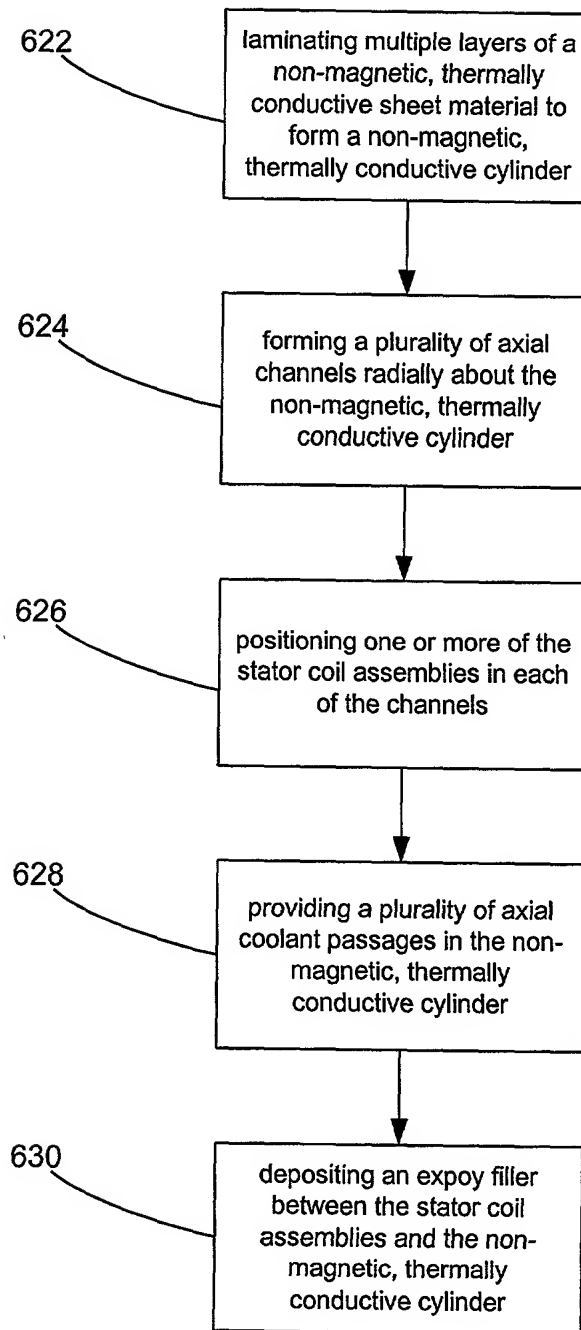 622
laminating multiple layers of a
non-magnetic, thermally
conductive sheet material to
form a non-magnetic,
thermally conductive cylinder
624
forming a plurality of axial
channels radially about the
non-magnetic, thermally
conductive cylinder
626
positioning one or more of the
stator coil assemblies in each
of the channels
628
providing a plurality of axial
coolant passages in the non-
magnetic, thermally
conductive cylinder
630
depositing an expoy filler
between the stator coil
assemblies and the non-
magnetic, thermally
conductive cylinder